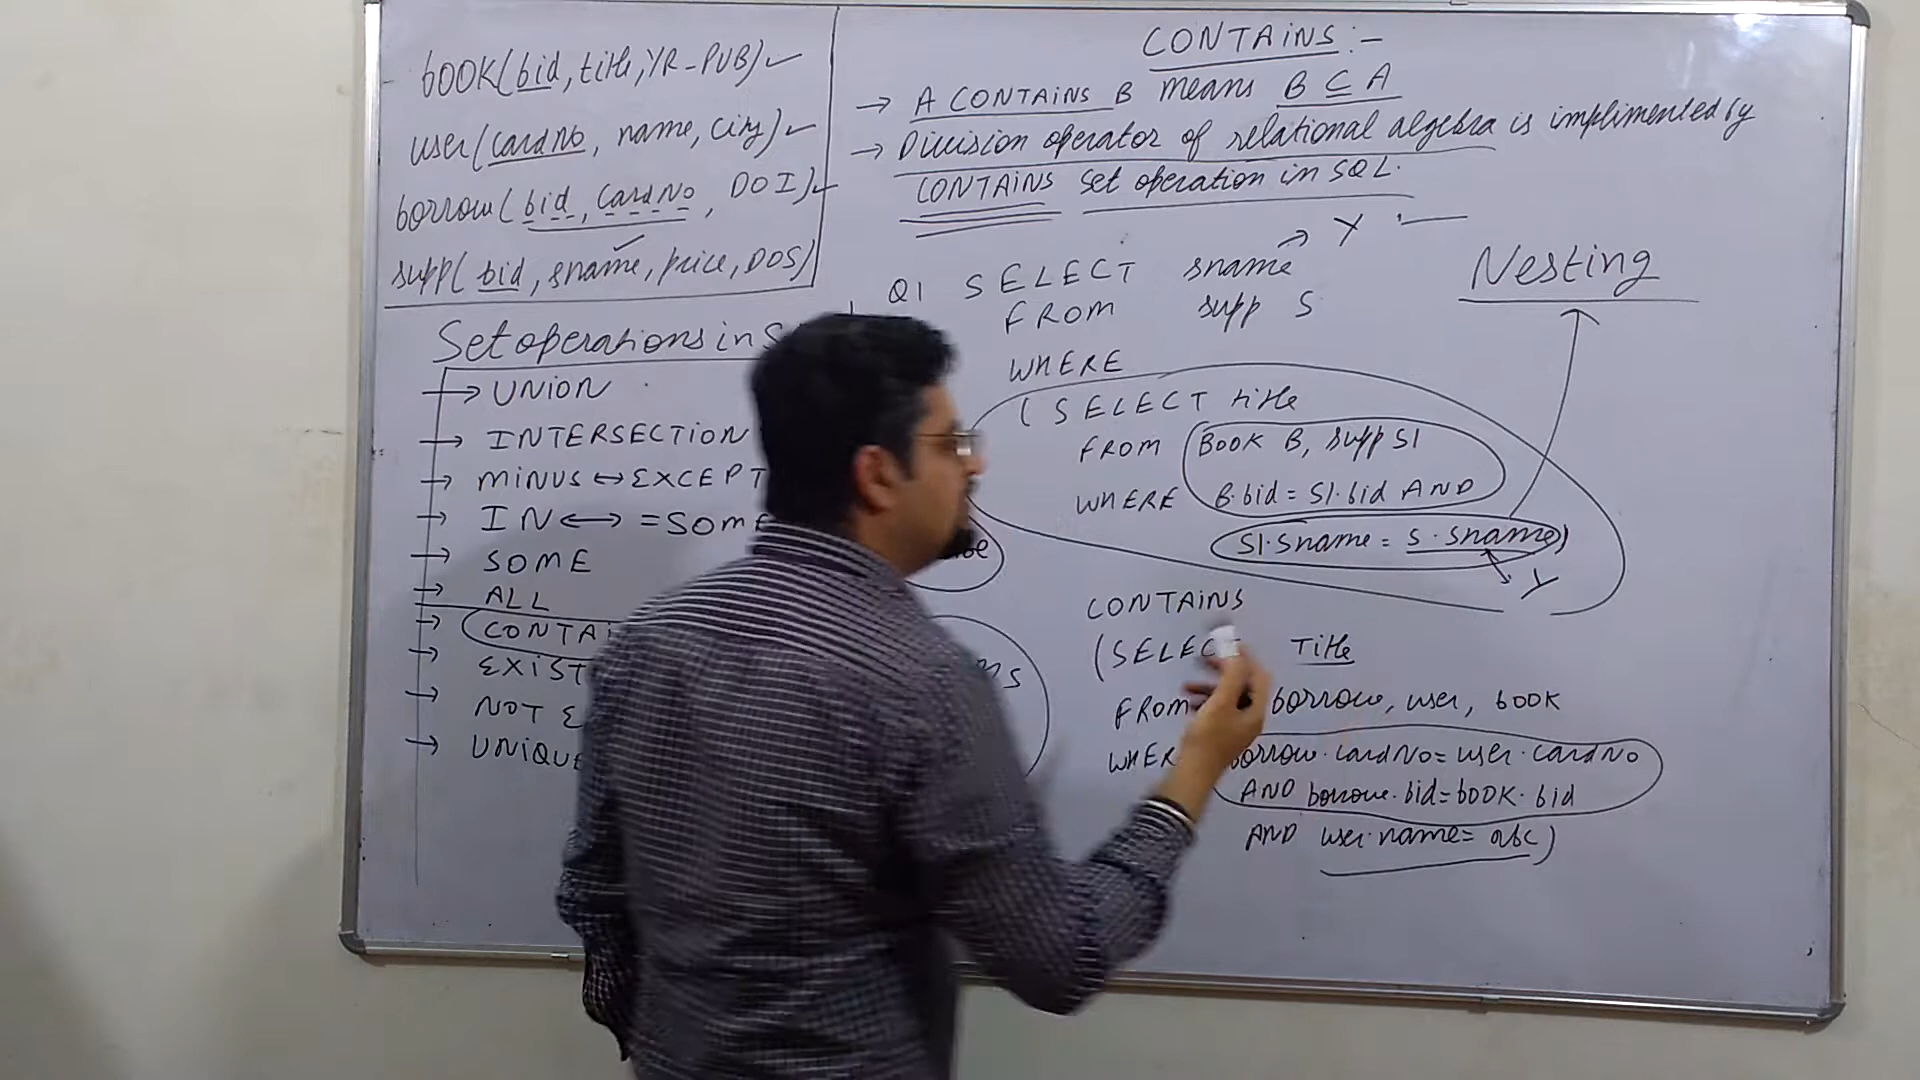 BOOK(bid, title, YR-PUB)
user(cardNo, name, city)
borrow(bid, cardNo, DOI)
supp(bid, sname, price, DOS)
Set operations in S
→ UNION
→ INTERSECTION
→ MINUS ↔ EXCEPT
→ IN ↔ =SOME
→ SOME
→ ALL
→ CONTAI
→ EXIST
→ NOT E
→ UNIQUE
CONTAINS :-
→ A CONTAINS B means B ⊆ A
→ Division operator of relational algebra is implimented by
CONTAINS set operation in SQL.
Q1 SELECT sname → Y
FROM supp S
WHERE
(SELECT title
FROM BOOK B, supp S1
WHERE B.bid = S1.bid AND
S1.sname = S.sname)
Y
CONTAINS
(SELECT Title
FROM borrow, user, book
WHERE borrow.cardNo = user.cardNo
AND borrow.bid = book.bid
AND user.name = abc)
Nesting